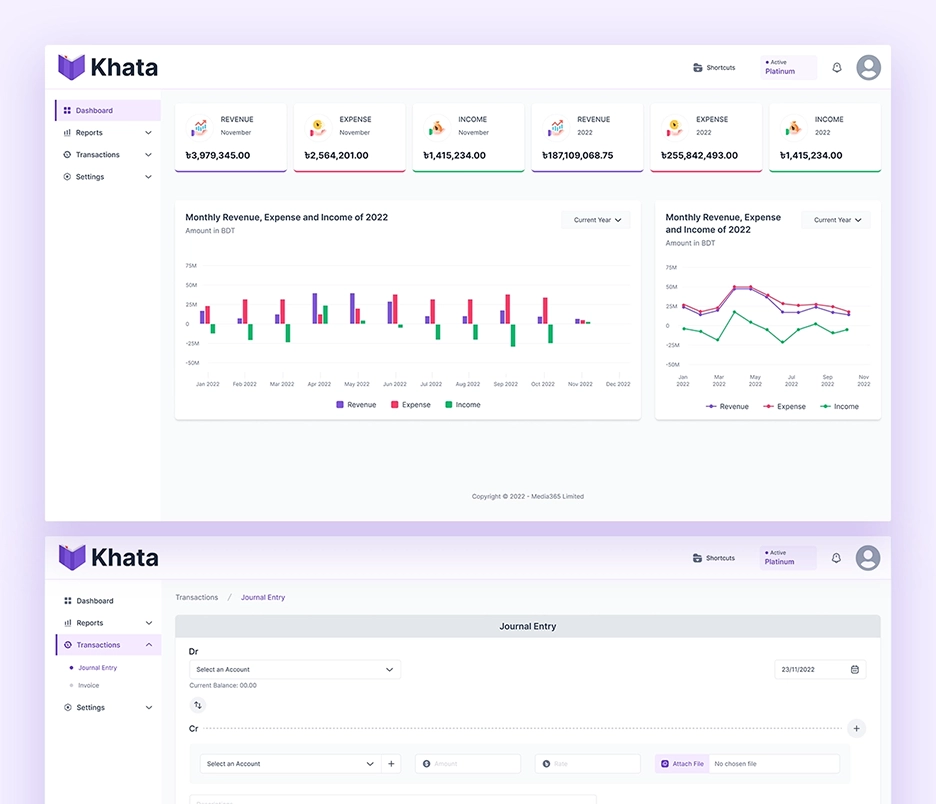 Khata
Shortcuts
Active
Platinum
Dashboard
Reports
Transactions
Settings
REVENUE
November
৳3,979,345.00
EXPENSE
November
৳2,564,201.00
INCOME
November
৳1,415,234.00
REVENUE
2022
৳187,109,068.75
EXPENSE
2022
৳255,842,493.00
INCOME
2022
৳1,415,234.00
Monthly Revenue, Expense and Income of 2022
Amount in BDT
Current Year
75M
50M
25M
0
-25M
-50M
Jan 2022 Feb 2022 Mar 2022 Apr 2022 May 2022 Jun 2022 Jul 2022 Aug 2022 Sep 2022 Oct 2022 Nov 2022 Dec 2022
Revenue Expense Income
Monthly Revenue, Expense
and Income of 2022
Amount in BDT
Current Year
75M
50M
25M
0
-25M
-50M
Jan Mar May Jul Sep Nov
2022 2022 2022 2022 2022 2022
Revenue Expense Income
Copyright © 2022 - Media365 Limited
Khata
Shortcuts
Active
Platinum
Dashboard
Reports
Transactions
Journal Entry
Invoice
Settings
Transactions / Journal Entry
Journal Entry
Dr
Select an Account
23/11/2022
Current Balance: 00.00
Cr
Select an Account
Amount
Rate
Attach File No chosen file